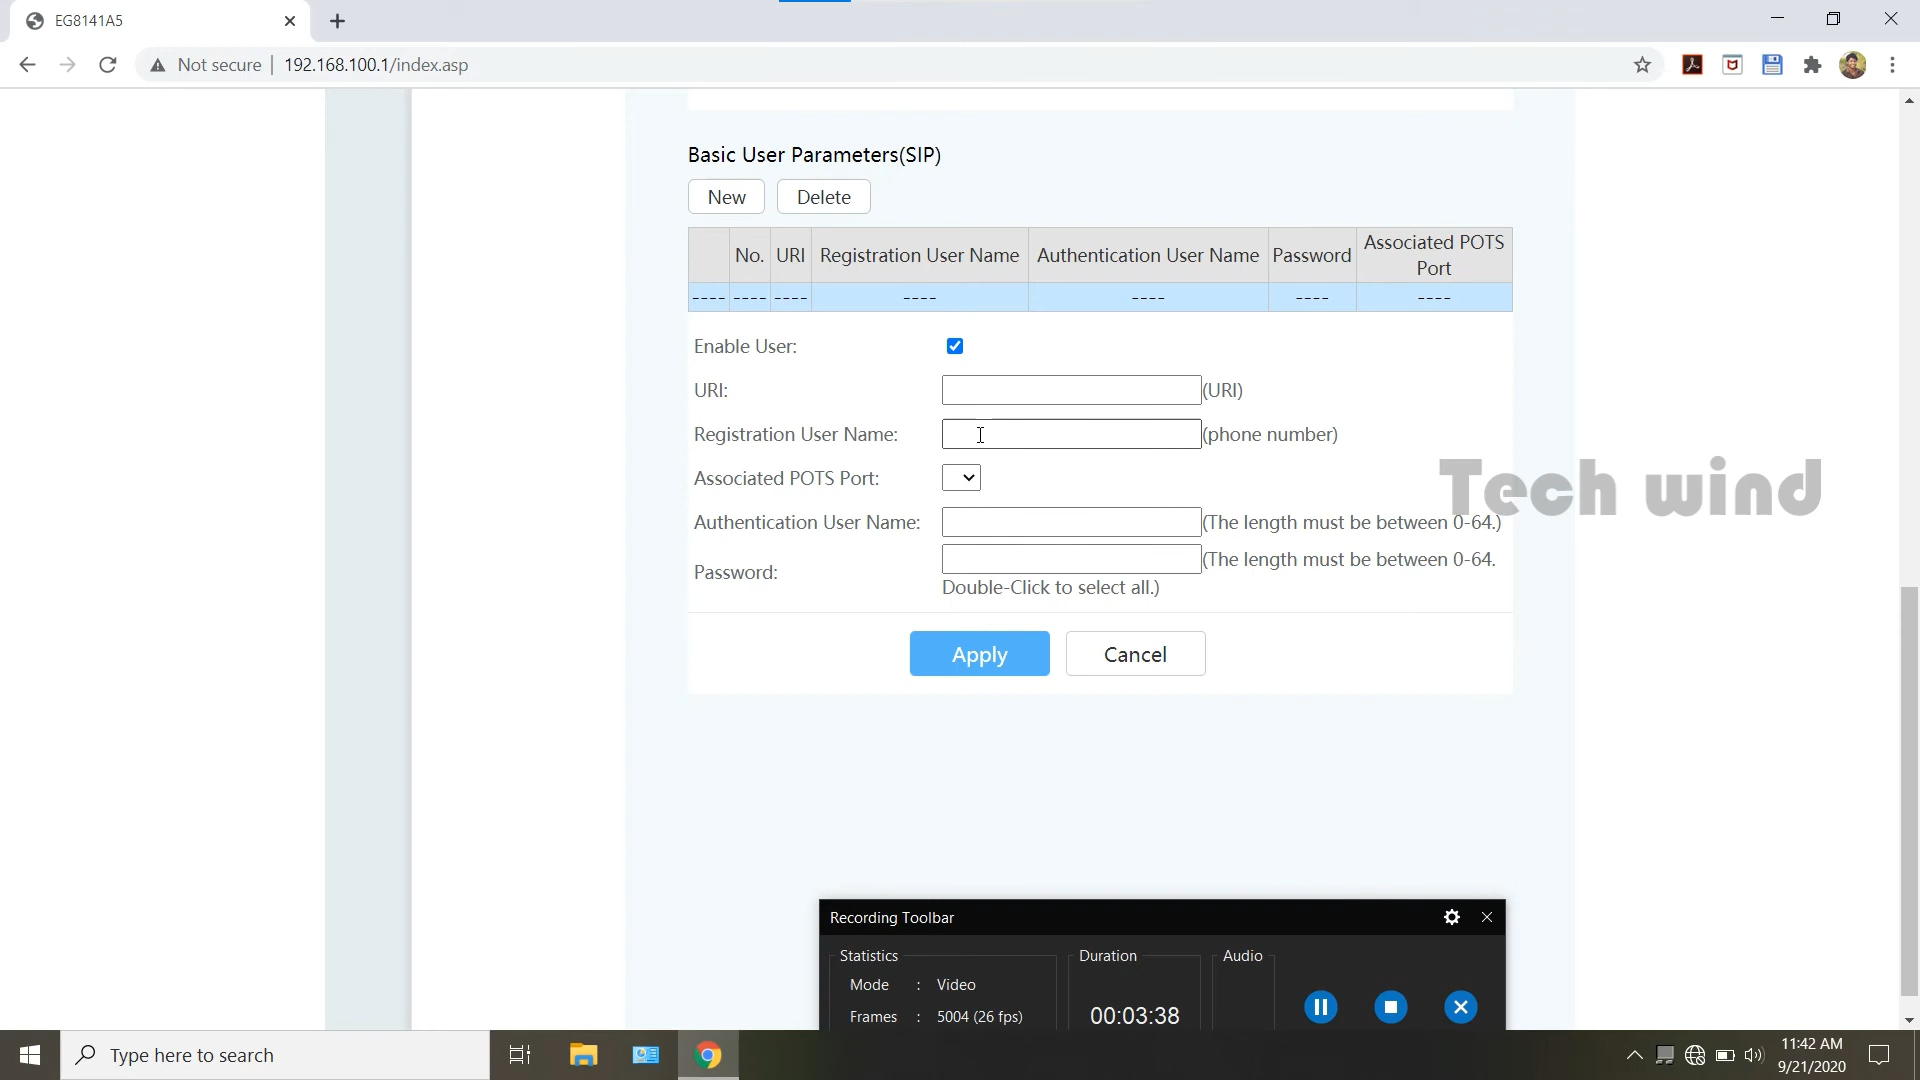 EG8141A5
Not secure | 192.168.100.1/index.asp
Basic User Parameters(SIP)
New Delete
No. URI Registration User Name Authentication User Name Password Associated POTS Port
---- ---- ---- ---- ---- ---- ----
Enable User:
URI: (URI)
Registration User Name: (phone number)
Associated POTS Port:
Tech wind
Authentication User Name: (The length must be between 0-64.)
Password: (The length must be between 0-64.
Double-Click to select all.)
Apply Cancel
Recording Toolbar
Statistics Duration Audio
Mode : Video
Frames : 5004 (26 fps)
00:03:38
Type here to search
11:42 AM
9/21/2020